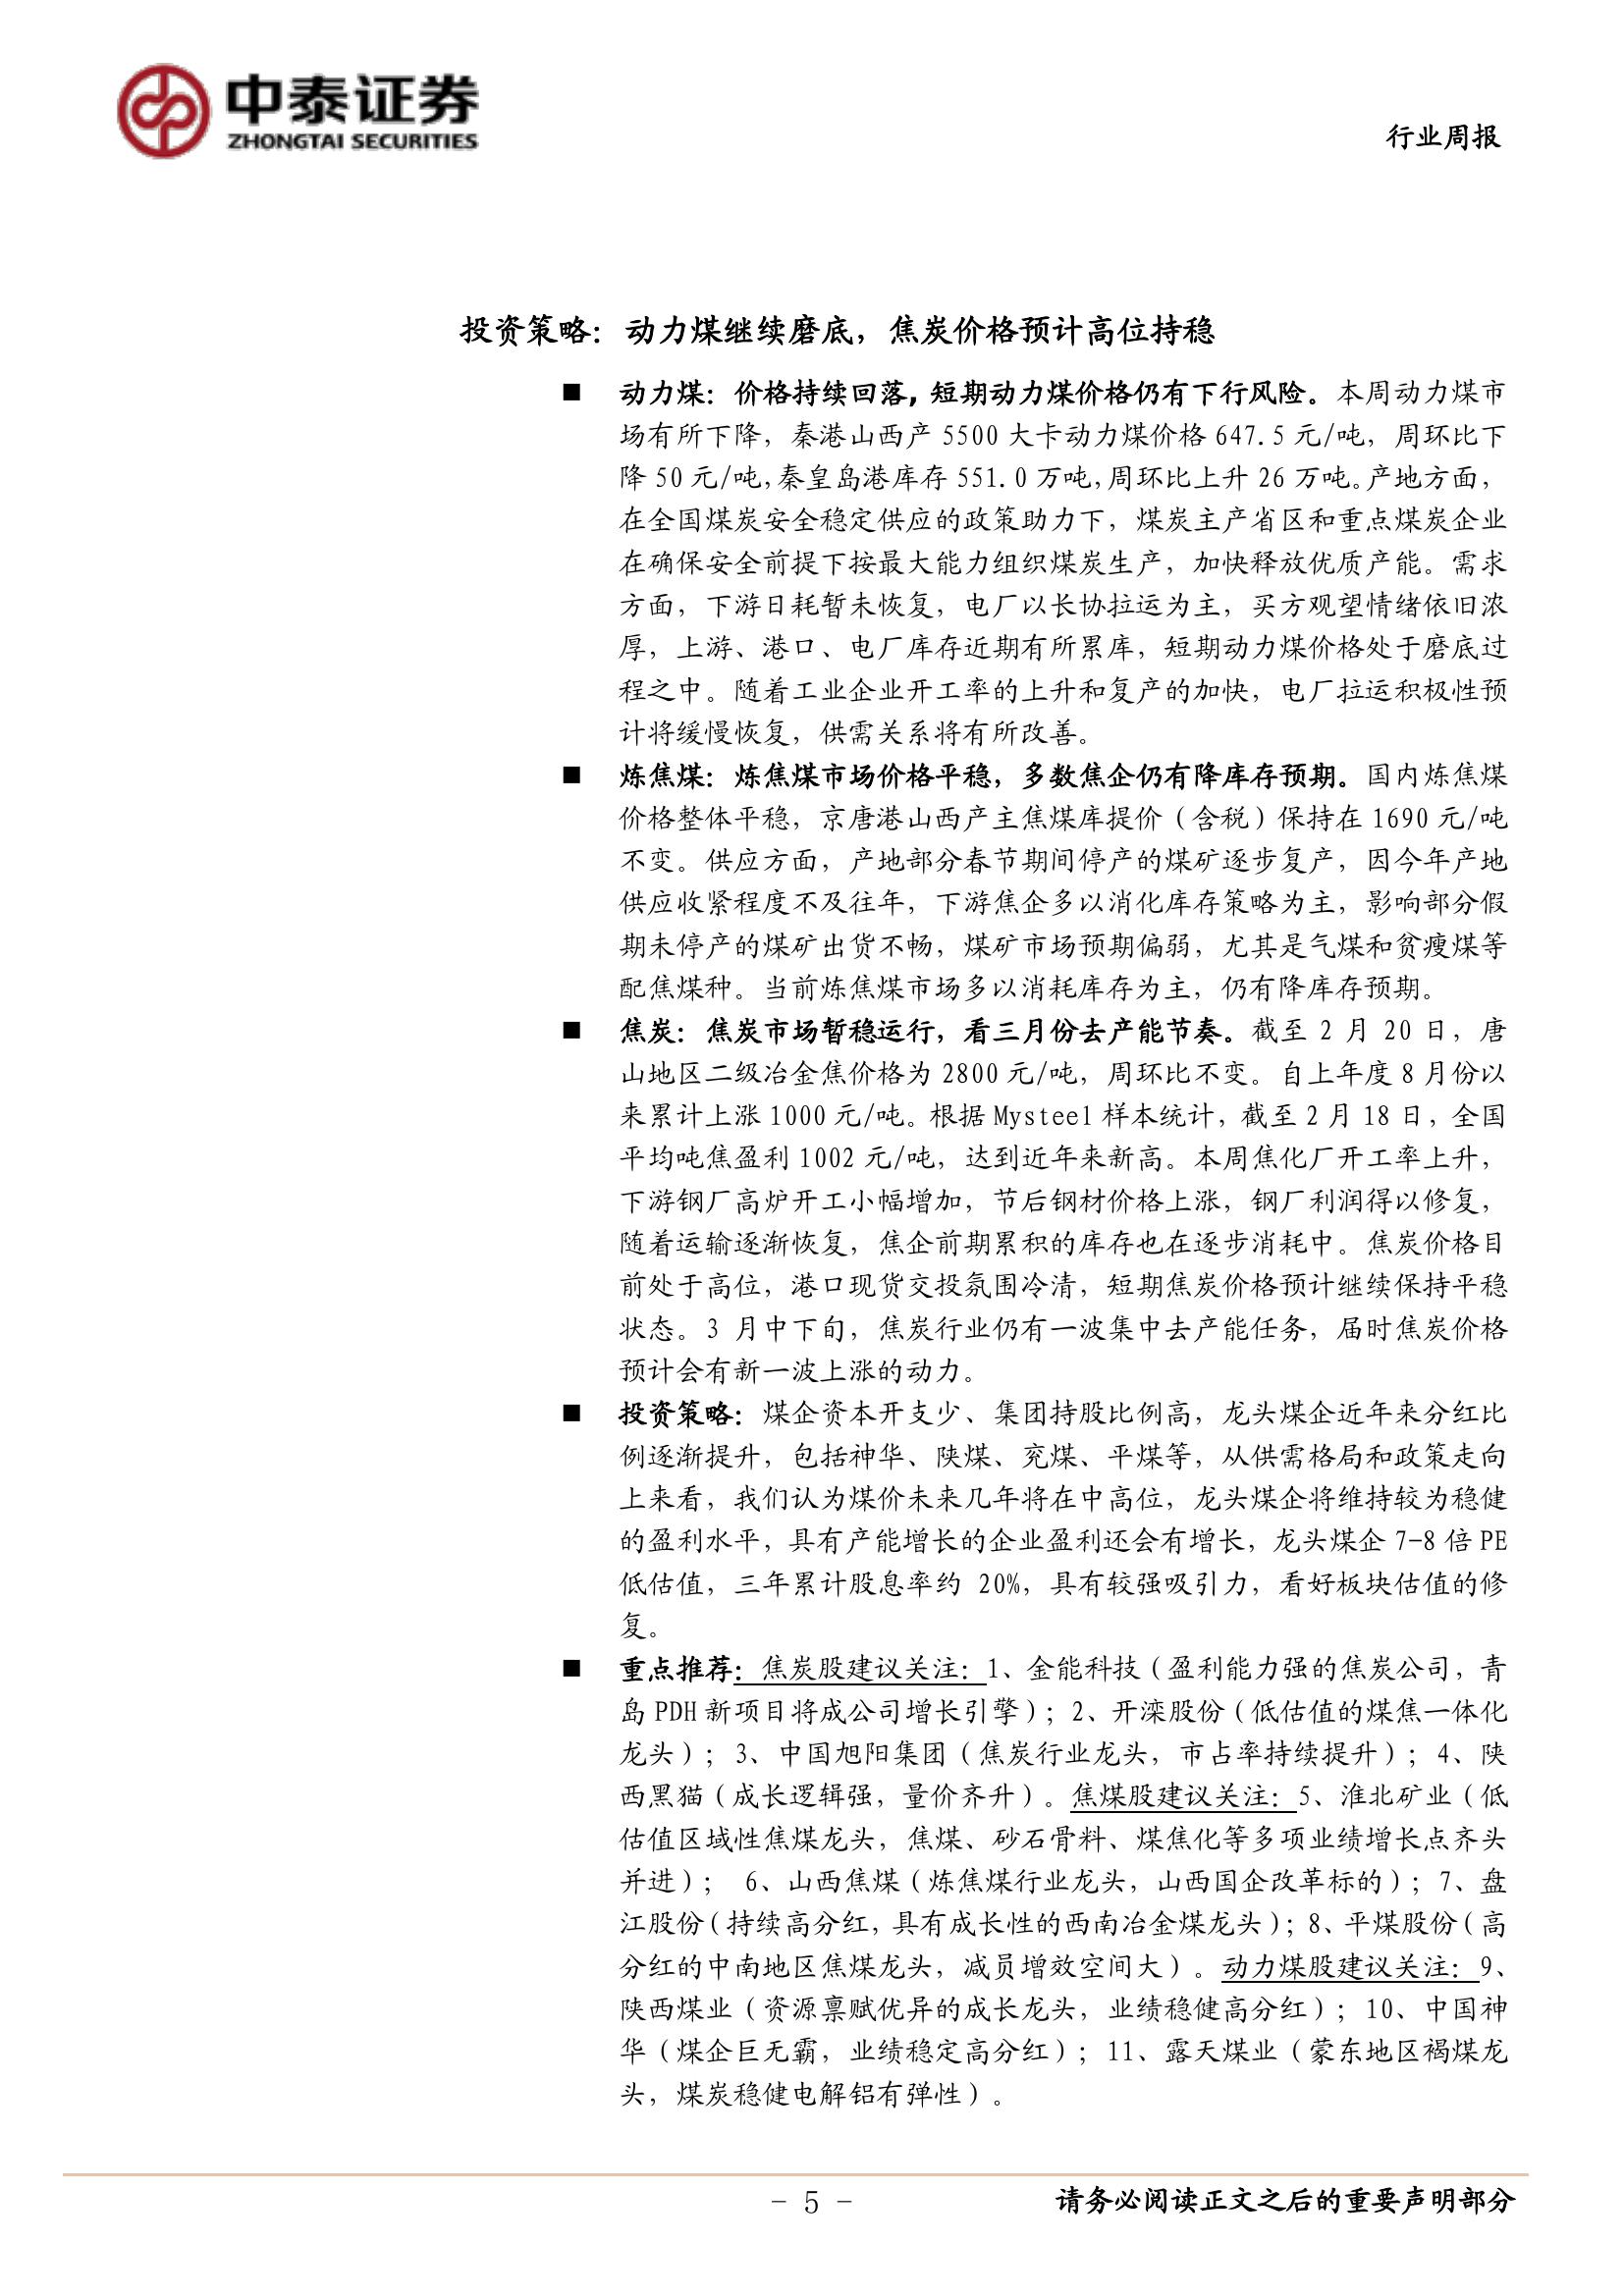 中泰证券
ZHONGTAI SECURITIES
行业周报
投资策略：动力煤继续磨底，焦炭价格预计高位持稳
■ 动力煤：价格持续回落，短期动力煤价格仍有下行风险。本周动力煤市
场有所下降，秦港山西产 5500 大卡动力煤价格 647.5 元/吨，周环比下
降 50 元/吨，秦皇岛港库存 551.0 万吨，周环比上升 26 万吨。产地方面，
在全国煤炭安全稳定供应的政策助力下，煤炭主产省区和重点煤炭企业
在确保安全前提下按最大能力组织煤炭生产，加快释放优质产能。需求
方面，下游日耗暂未恢复，电厂以长协拉运为主，买方观望情绪依旧浓
厚，上游、港口、电厂库存近期有所累库，短期动力煤价格处于磨底过
程之中。随着工业企业开工率的上升和复产的加快，电厂拉运积极性预
计将缓慢恢复，供需关系将有所改善。
■ 炼焦煤：炼焦煤市场价格平稳，多数焦企仍有降库存预期。国内炼焦煤
价格整体平稳，京唐港山西产主焦煤库提价（含税）保持在 1690 元/吨
不变。供应方面，产地部分春节期间停产的煤矿逐步复产，因今年产地
供应收紧程度不及往年，下游焦企多以消化库存策略为主，影响部分假
期未停产的煤矿出货不畅，煤矿市场预期偏弱，尤其是气煤和贫瘦煤等
配焦煤种。当前炼焦煤市场多以消耗库存为主，仍有降库存预期。
■ 焦炭：焦炭市场暂稳运行，看三月份去产能节奏。截至 2 月 20 日，唐
山地区二级冶金焦价格为 2800 元/吨，周环比不变。自上年度 8 月份以
来累计上涨 1000 元/吨。根据 Mysteel 样本统计，截至 2 月 18 日，全国
平均吨焦盈利 1002 元/吨，达到近年来新高。本周焦化厂开工率上升，
下游钢厂高炉开工小幅增加，节后钢材价格上涨，钢厂利润得以修复，
随着运输逐渐恢复，焦企前期累积的库存也在逐步消耗中。焦炭价格目
前处于高位，港口现货交投氛围冷清，短期焦炭价格预计继续保持平稳
状态。3 月中下旬，焦炭行业仍有一波集中去产能任务，届时焦炭价格
预计会有新一波上涨的动力。
■ 投资策略：煤企资本开支少、集团持股比例高，龙头煤企近年来分红比
例逐渐提升，包括神华、陕煤、兖煤、平煤等，从供需格局和政策走向
上来看，我们认为煤价未来几年将在中高位，龙头煤企将维持较为稳健
的盈利水平，具有产能增长的企业盈利还会有增长，龙头煤企 7-8 倍 PE
低估值，三年累计股息率约 20%，具有较强吸引力，看好板块估值的修
复。
■ 重点推荐：焦炭股建议关注：1、金能科技（盈利能力强的焦炭公司，青
岛 PDH 新项目将成公司增长引擎）；2、开滦股份（低估值的煤焦一体化
龙头）；3、中国旭阳集团（焦炭行业龙头，市占率持续提升）；4、陕
西黑猫（成长逻辑强，量价齐升）。焦煤股建议关注：5、淮北矿业（低
估值区域性焦煤龙头，焦煤、砂石骨料、煤焦化等多项业绩增长点齐头
并进）； 6、山西焦煤（炼焦煤行业龙头，山西国企改革标的）；7、盘
江股份（持续高分红，具有成长性的西南冶金煤龙头）；8、平煤股份（高
分红的中南地区焦煤龙头，减员增效空间大）。动力煤股建议关注：9、
陕西煤业（资源禀赋优异的成长龙头，业绩稳健高分红）；10、中国神
华（煤企巨无霸，业绩稳定高分红）；11、露天煤业（蒙东地区褐煤龙
头，煤炭稳健电解铝有弹性）。
- 5 -
请务必阅读正文之后的重要声明部分